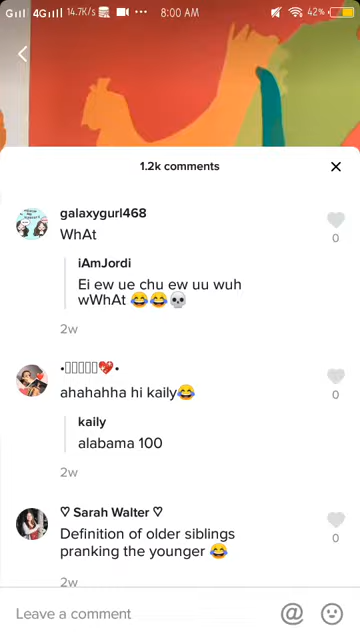 4G 14.7K/s ••• 8:00 AM 42%
1.2k comments
galaxygurl468
WhAt
0
iAmJordi
Ei ew ue chu ew uu wuh
wWhAt 😂😂💀
2w
•▯▯▯▯▯💖•
ahahahha hi kaily😂
0
kaily
alabama 100
2w
♡ Sarah Walter ♡
Definition of older siblings
pranking the younger 😂
0
2w
Leave a comment @